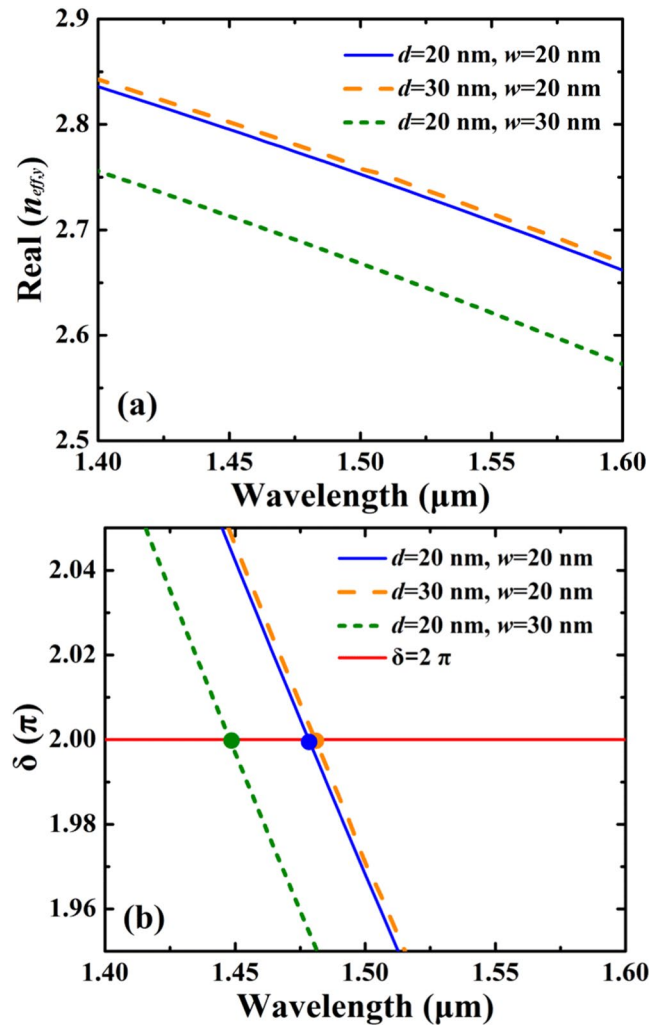 2.9
d=20 nm, w=20 nm
d=30 nm, w=20 nm
d=20 nm, w=30 nm
2.8
2.7
2.6
2.5
Real (n_eff,y)
(a)
1.40 1.45 1.50 1.55 1.60
Wavelength (μm)
d=20 nm, w=20 nm
d=30 nm, w=20 nm
d=20 nm, w=30 nm
δ=2 π
2.04
2.02
2.00
1.98
1.96
δ (π)
(b)
1.40 1.45 1.50 1.55 1.60
Wavelength (μm)